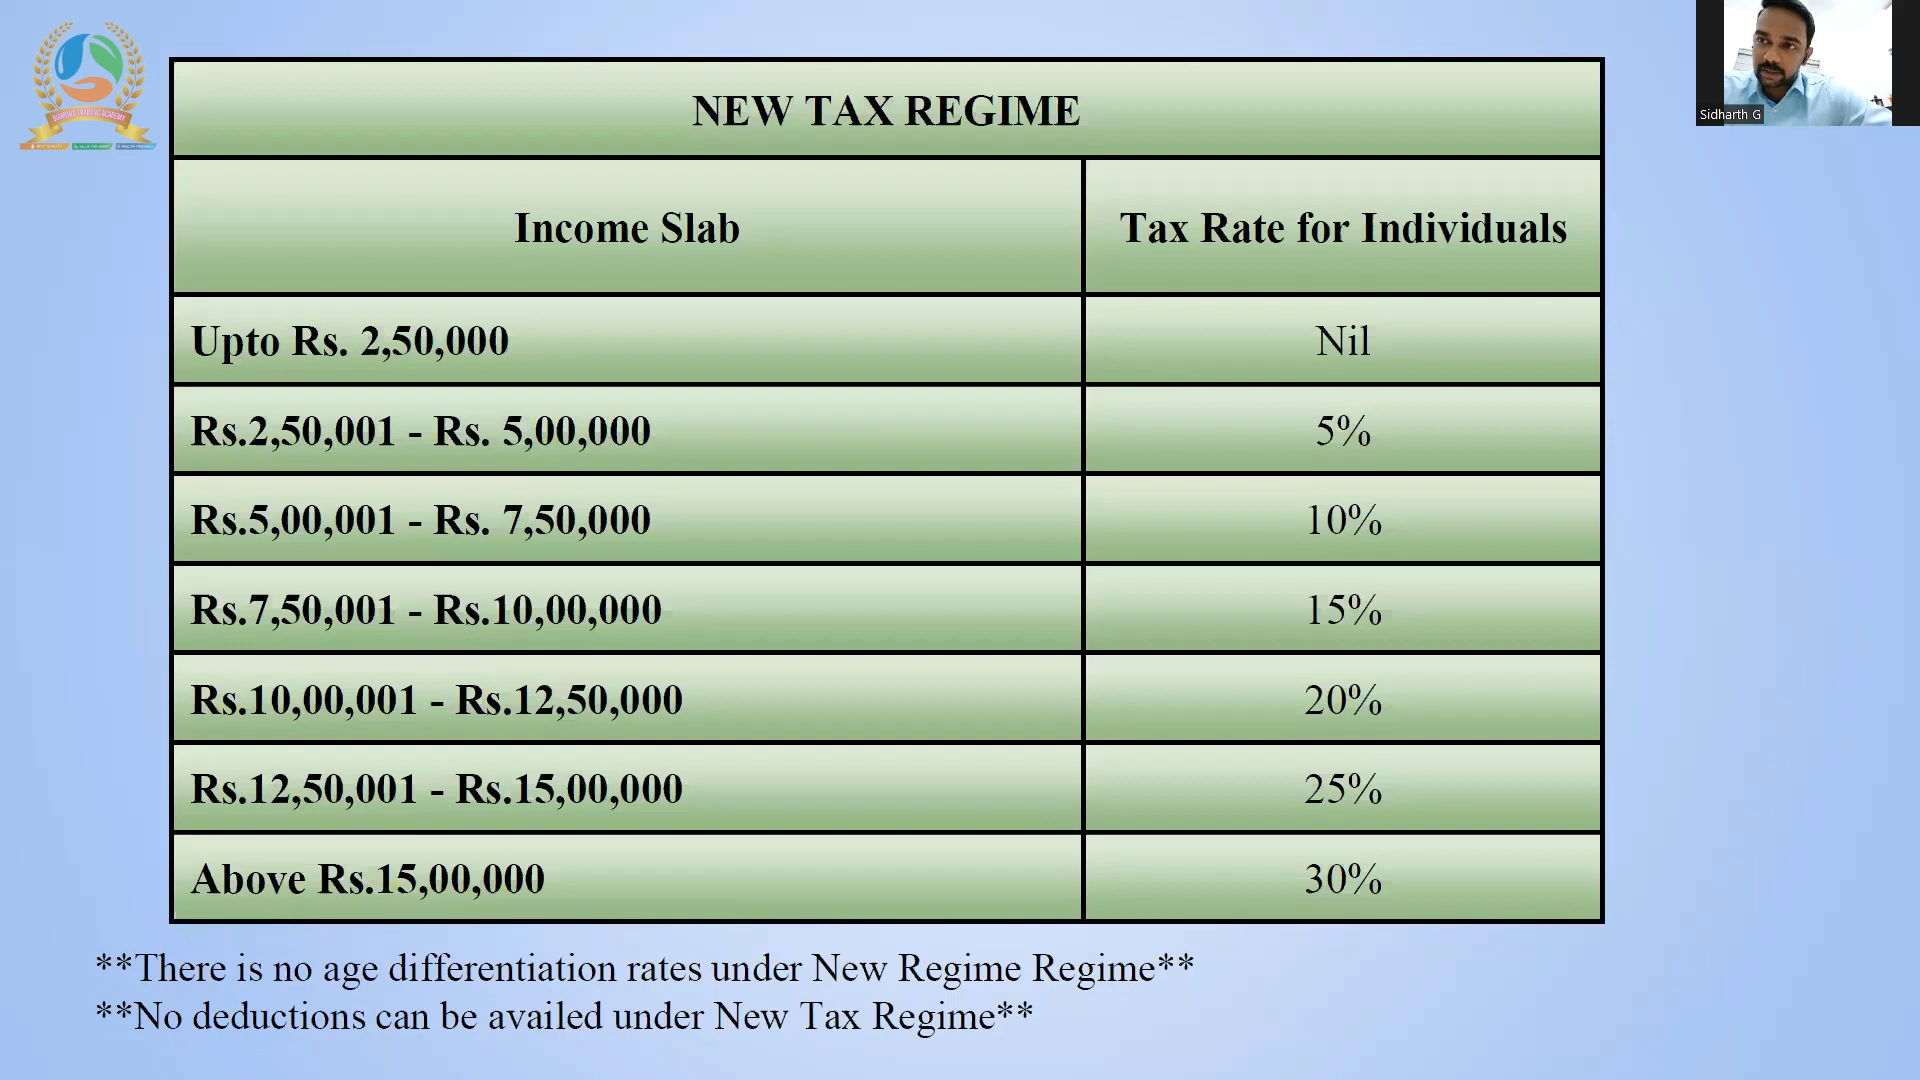 DIAMOND TRADING ACADEMY
Sidharth G
NEW TAX REGIME
Income Slab
Tax Rate for Individuals
Upto Rs. 2,50,000
Nil
Rs.2,50,001 - Rs. 5,00,000
5%
Rs.5,00,001 - Rs. 7,50,000
10%
Rs.7,50,001 - Rs.10,00,000
15%
Rs.10,00,001 - Rs.12,50,000
20%
Rs.12,50,001 - Rs.15,00,000
25%
Above Rs.15,00,000
30%
**There is no age differentiation rates under New Regime Regime**
**No deductions can be availed under New Tax Regime**